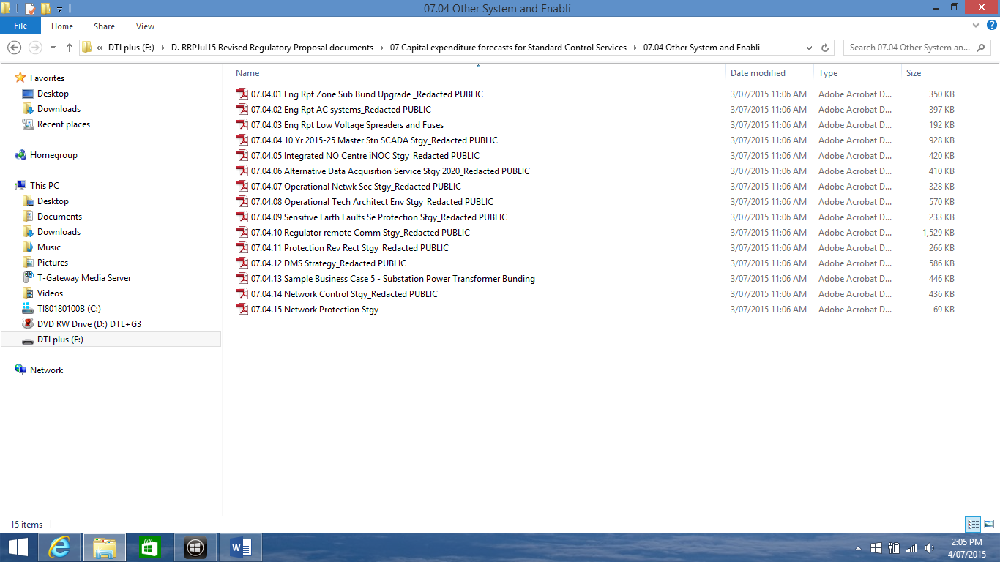 07.04 Other System and Enabli
File Home Share View
« DTLplus (E:) D. RRPJul15 Revised Regulatory Proposal documents 07 Capital expenditure forecasts for Standard Control Services 07.04 Other System and Enabli
Search 07.04 Other System an...
Favorites
Desktop
Downloads
Recent places
Homegroup
This PC
Desktop
Documents
Downloads
Music
Pictures
T-Gateway Media Server
Videos
TI80180100B (C:)
DVD RW Drive (D:) DTL+G3
DTLplus (E:)
Network
Name Date modified Type Size
07.04.01 Eng Rpt Zone Sub Bund Upgrade _Redacted PUBLIC 3/07/2015 11:06 AM Adobe Acrobat D... 350 KB
07.04.02 Eng Rpt AC systems_Redacted PUBLIC 3/07/2015 11:06 AM Adobe Acrobat D... 397 KB
07.04.03 Eng Rpt Low Voltage Spreaders and Fuses 3/07/2015 11:06 AM Adobe Acrobat D... 192 KB
07.04.04 10 Yr 2015-25 Master Stn SCADA Stgy_Redacted PUBLIC 3/07/2015 11:06 AM Adobe Acrobat D... 928 KB
07.04.05 Integrated NO Centre iNOC Stgy_Redacted PUBLIC 3/07/2015 11:06 AM Adobe Acrobat D... 420 KB
07.04.06 Alternative Data Acquisition Service Stgy 2020_Redacted PUBLIC 3/07/2015 11:06 AM Adobe Acrobat D... 410 KB
07.04.07 Operational Netwk Sec Stgy_Redacted PUBLIC 3/07/2015 11:06 AM Adobe Acrobat D... 328 KB
07.04.08 Operational Tech Architect Env Stgy_Redacted PUBLIC 3/07/2015 11:06 AM Adobe Acrobat D... 570 KB
07.04.09 Sensitive Earth Faults Se Protection Stgy_Redacted PUBLIC 3/07/2015 11:06 AM Adobe Acrobat D... 233 KB
07.04.10 Regulator remote Comm Stgy_Redacted PUBLIC 3/07/2015 11:06 AM Adobe Acrobat D... 1,529 KB
07.04.11 Protection Rev Rect Stgy_Redacted PUBLIC 3/07/2015 11:06 AM Adobe Acrobat D... 266 KB
07.04.12 DMS Strategy_Redacted PUBLIC 3/07/2015 11:06 AM Adobe Acrobat D... 586 KB
07.04.13 Sample Business Case 5 - Substation Power Transformer Bunding 3/07/2015 11:06 AM Adobe Acrobat D... 446 KB
07.04.14 Network Control Stgy_Redacted PUBLIC 3/07/2015 11:06 AM Adobe Acrobat D... 436 KB
07.04.15 Network Protection Stgy 3/07/2015 11:06 AM Adobe Acrobat D... 69 KB
15 items
2:05 PM
4/07/2015